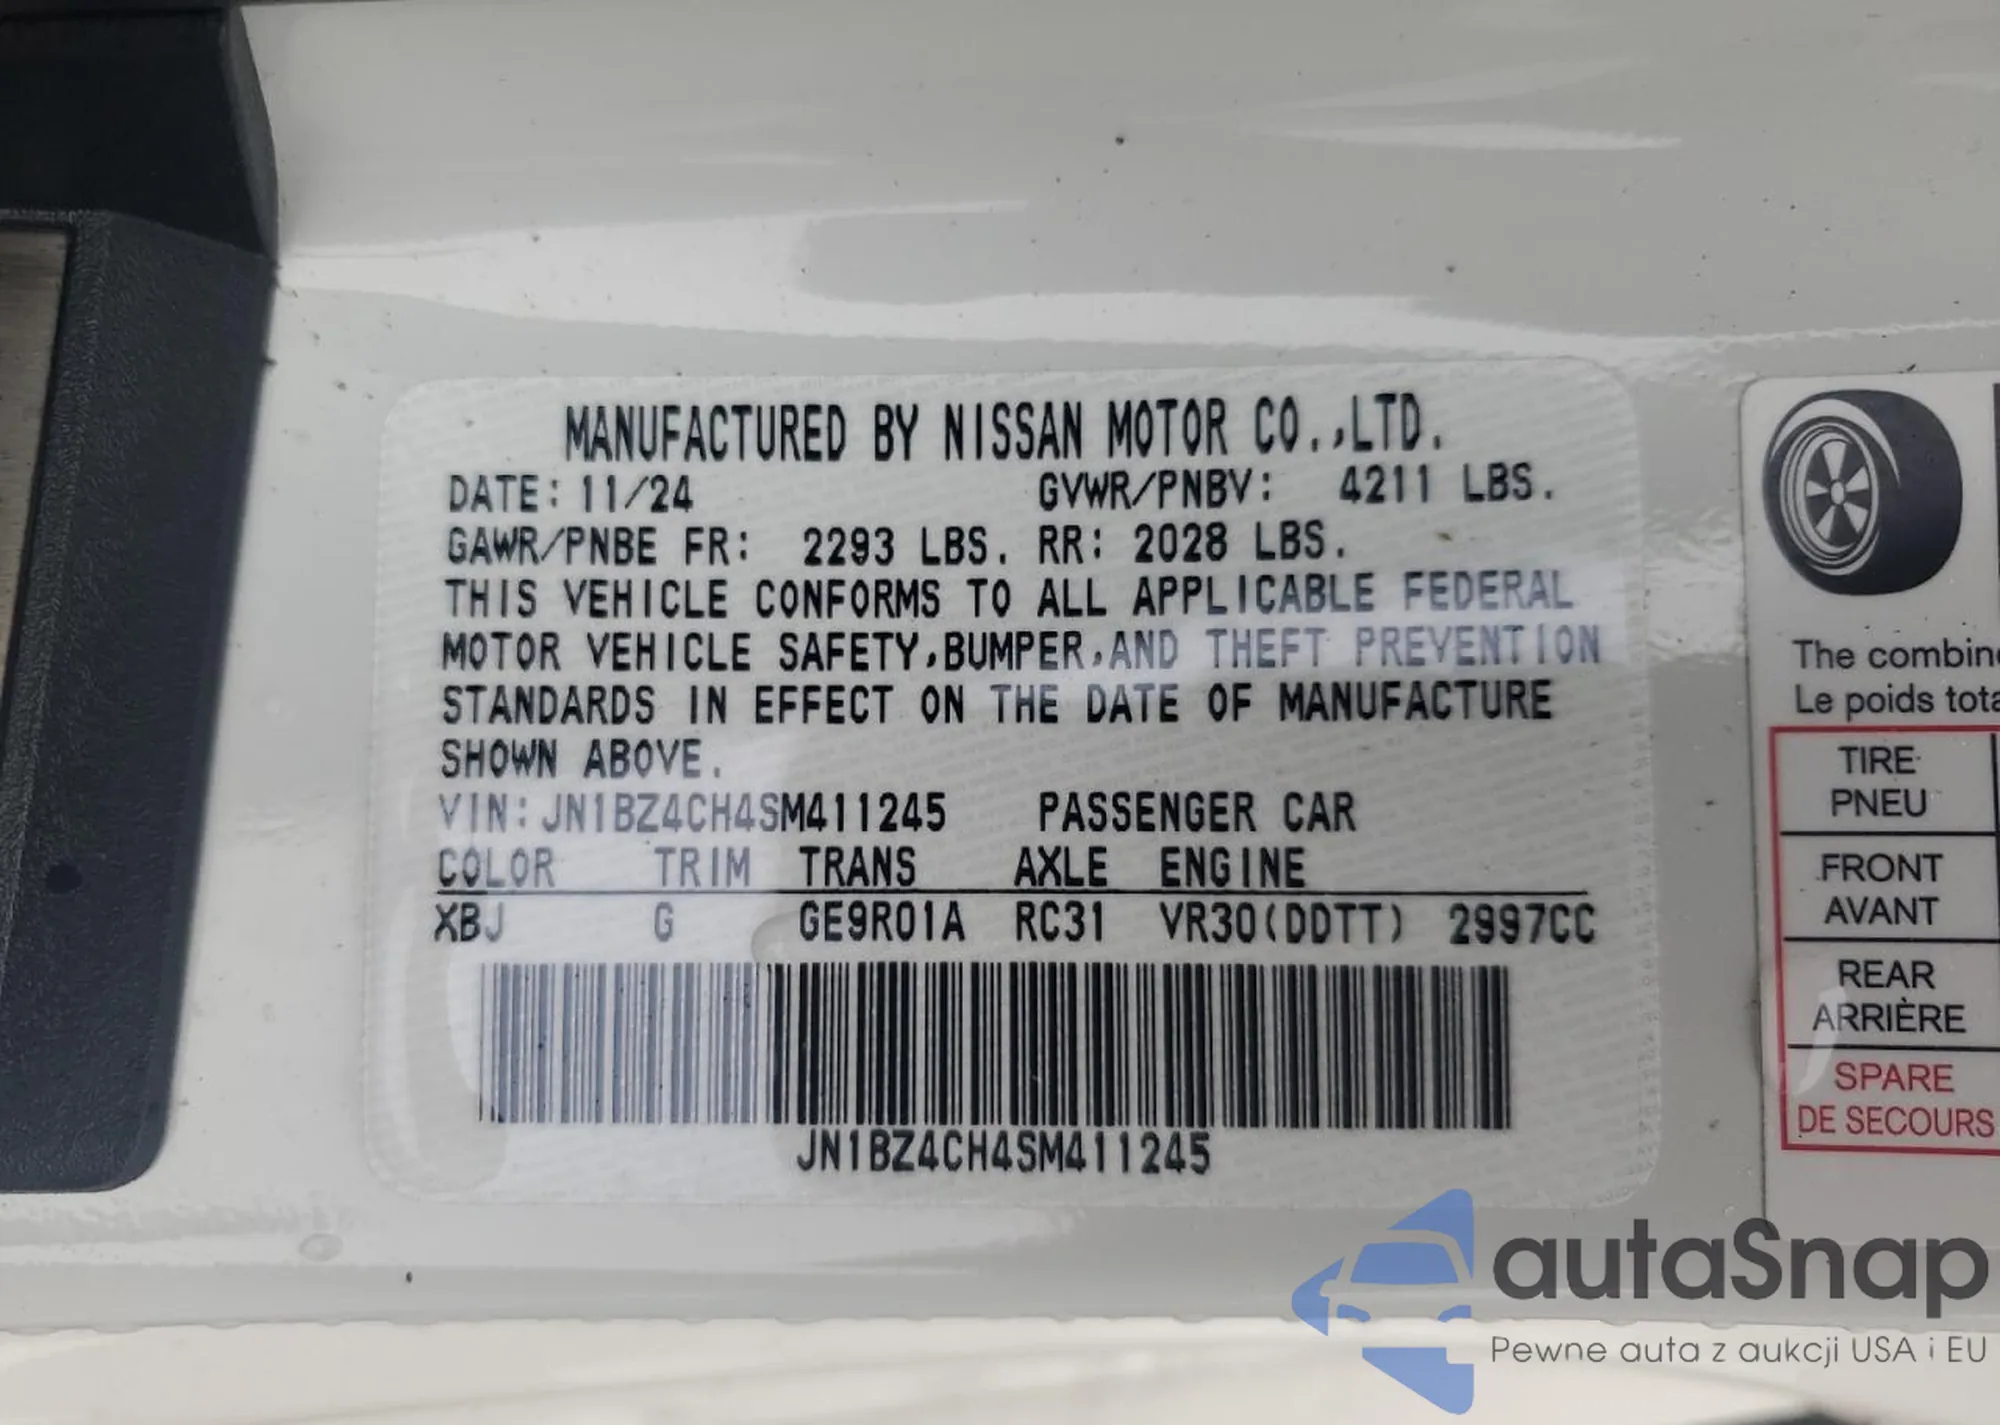 MANUFACTURED BY NISSAN MOTOR CO.,LTD.
DATE: 11/24 GVWR/PNBV: 4211 LBS.
GAWR/PNBE FR: 2293 LBS. RR: 2028 LBS.
THIS VEHICLE CONFORMS TO ALL APPLICABLE FEDERAL
MOTOR VEHICLE SAFETY,BUMPER,AND THEFT PREVENTION
STANDARDS IN EFFECT ON THE DATE OF MANUFACTURE
SHOWN ABOVE.
VIN:JN1BZ4CH4SM411245 PASSENGER CAR
COLOR TRIM TRANS AXLE ENGINE
XBJ G GE9R01A RC31 VR30(DDTT) 2997CC
JN1BZ4CH4SM411245
The
Le poids
TIRE
PNEU
FRONT
AVANT
REAR
ARRIÈRE
SPARE
DE SECOURS
autaSnap
Pewne auta z aukcji USA i EU